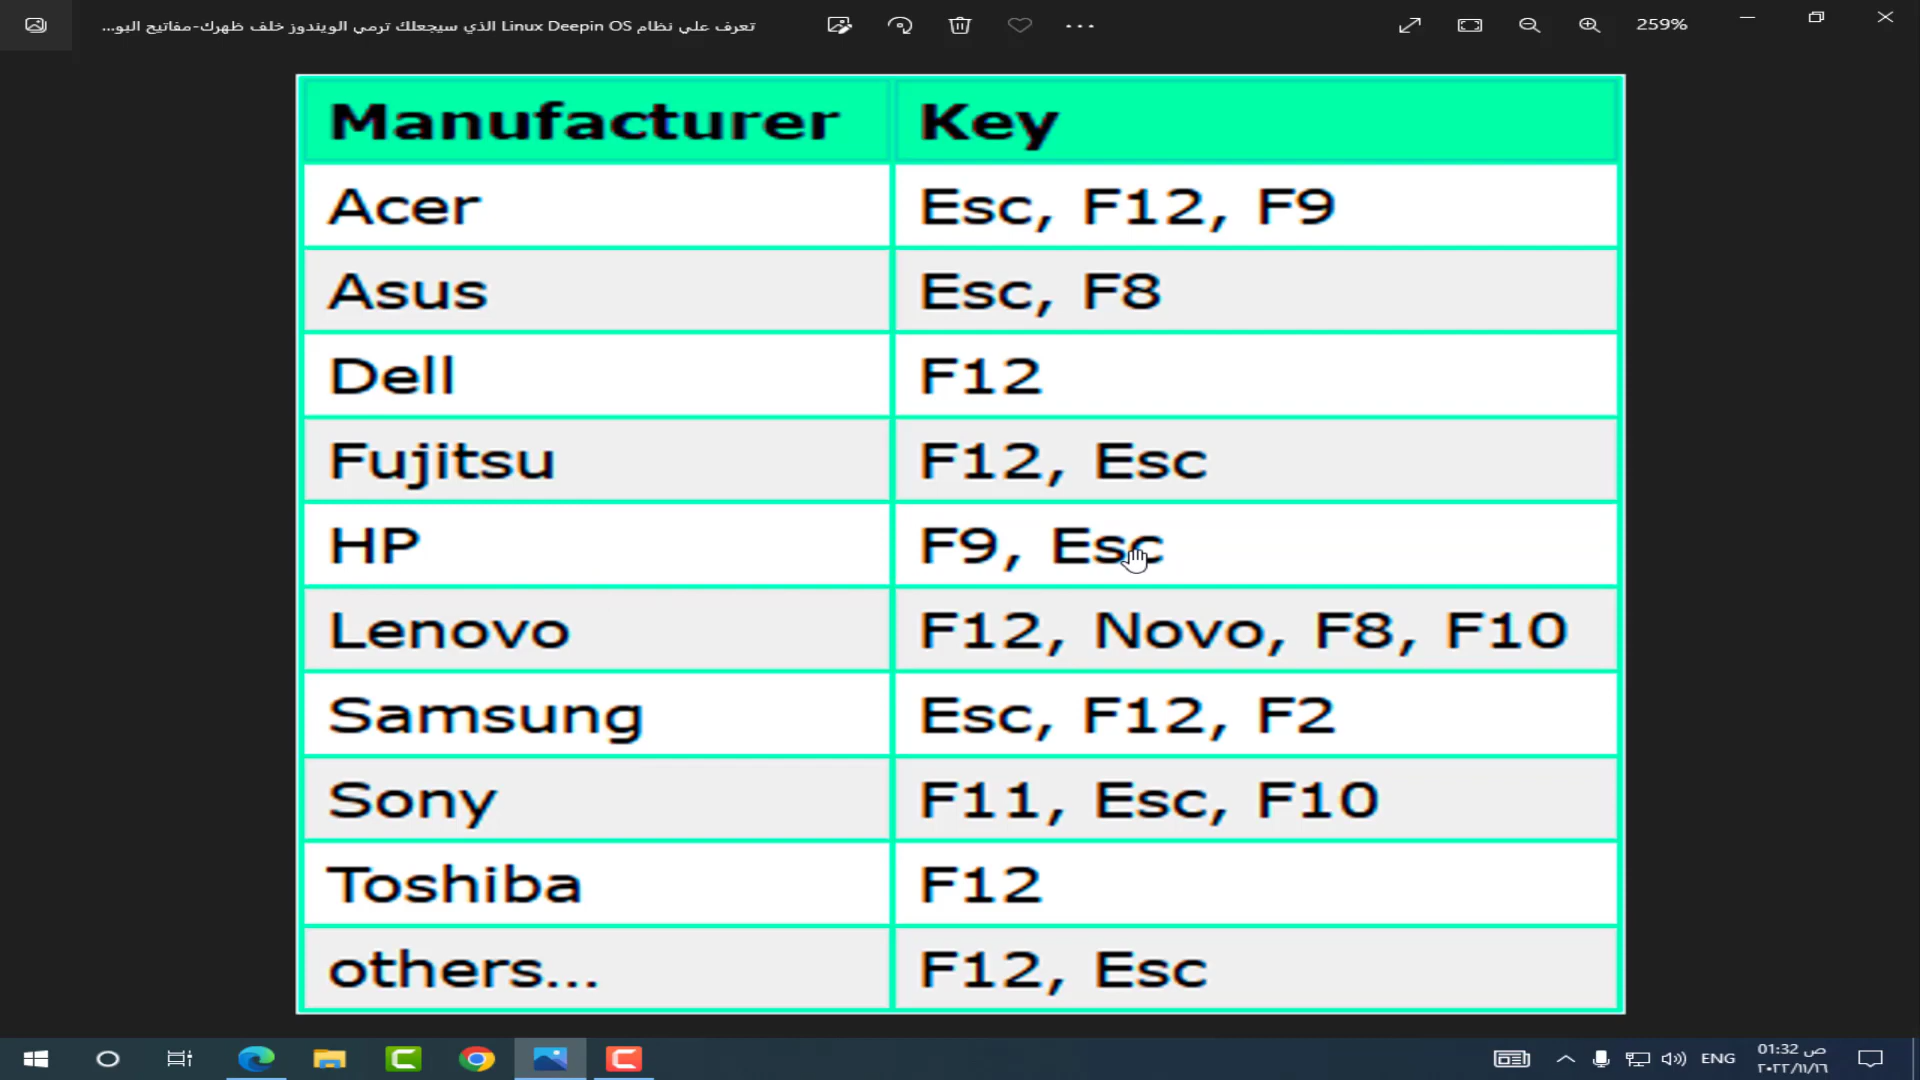 تعرف علي نظام Linux Deepin OS الذي سيجعلك ترمي الويندوز خلف ظهرك-مفاتيح البو...
259%
Manufacturer Key
Acer Esc, F12, F9
Asus Esc, F8
Dell F12
Fujitsu F12, Esc
HP F9, Esc
Lenovo F12, Novo, F8, F10
Samsung Esc, F12, F2
Sony F11, Esc, F10
Toshiba F12
others... F12, Esc
ENG
01:32 ص
٢٠٢٢/١/١٦